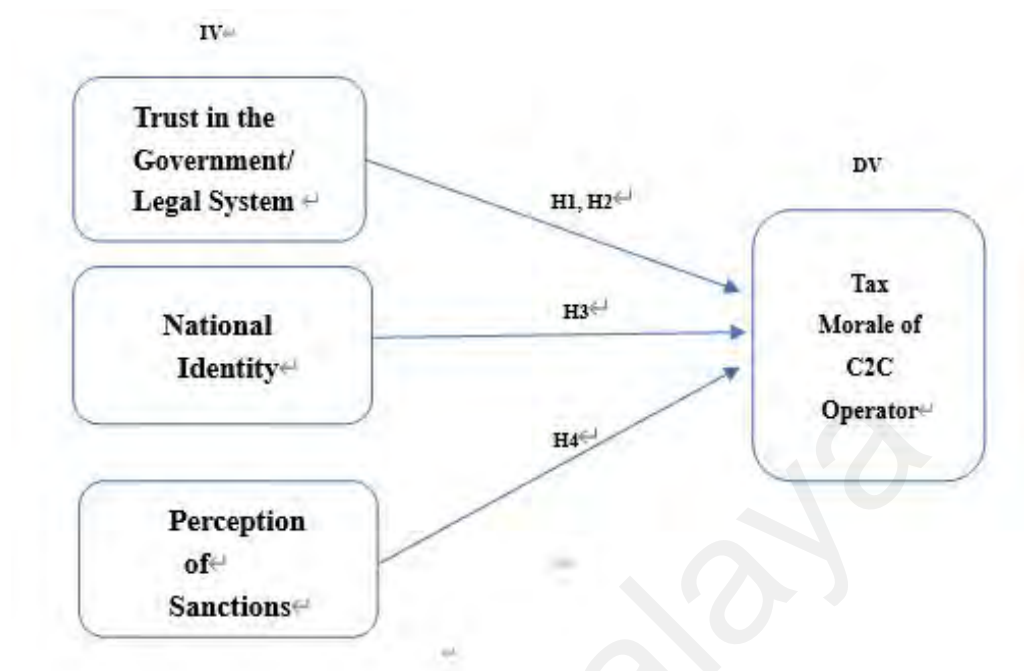 IV
Trust in the
Government/
Legal System
H1, H2
DV
National
Identity
H3
Tax
Morale of
C2C
Operator
H4
Perception
of
Sanctions
alaya